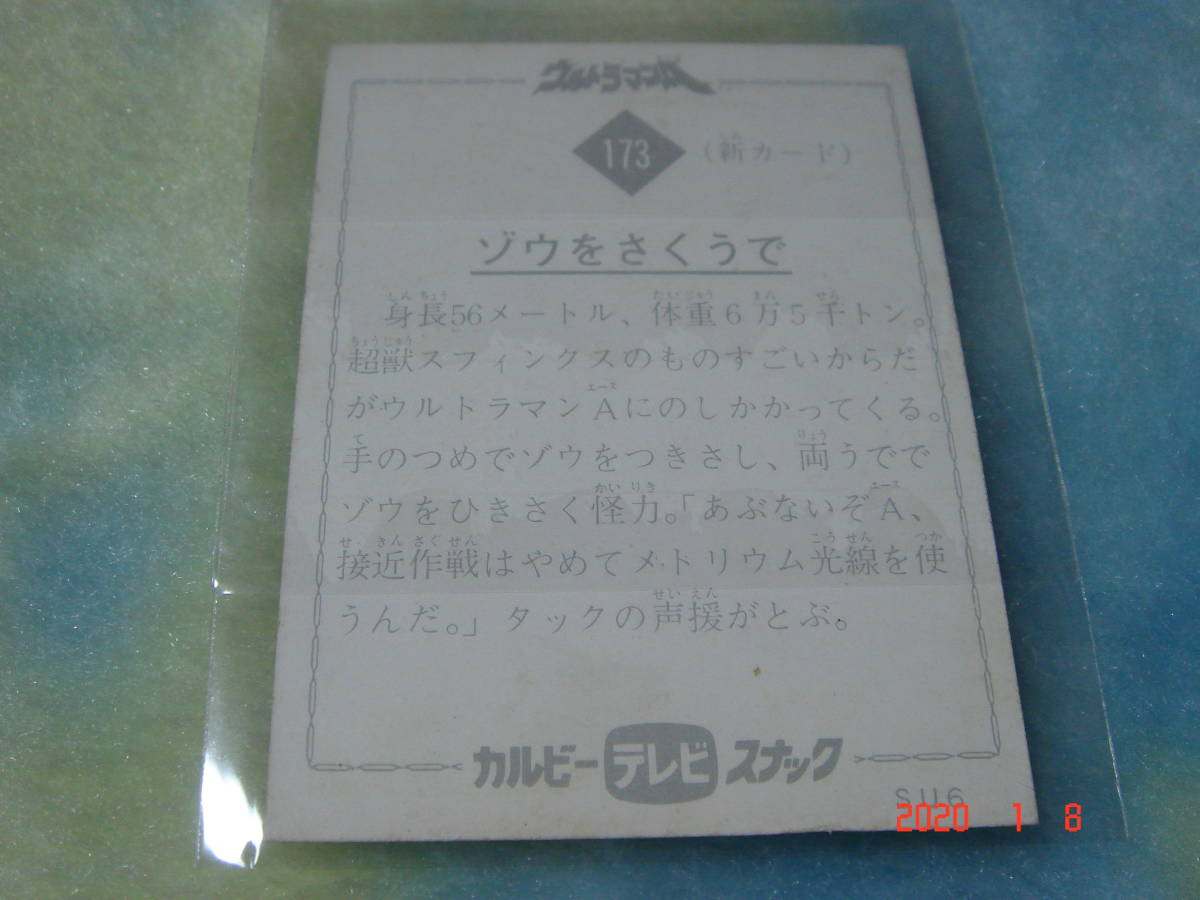 ウルトラマンA
173
(新カード)
ゾウをさくうで
身長56メートル、体重6万5千トン。
超獣スフィンクスのものすごいからだ
がウルトラマンAにのしかかってくる。
手のつめでゾウをつきさし、両うでで
ゾウをひきさく怪力。「あぶないぞA、
接近作戦はやめてメトリウム光線を使
うんだ。」タックの声援がとぶ。
カルビー テレビ スナック
2020 1 8